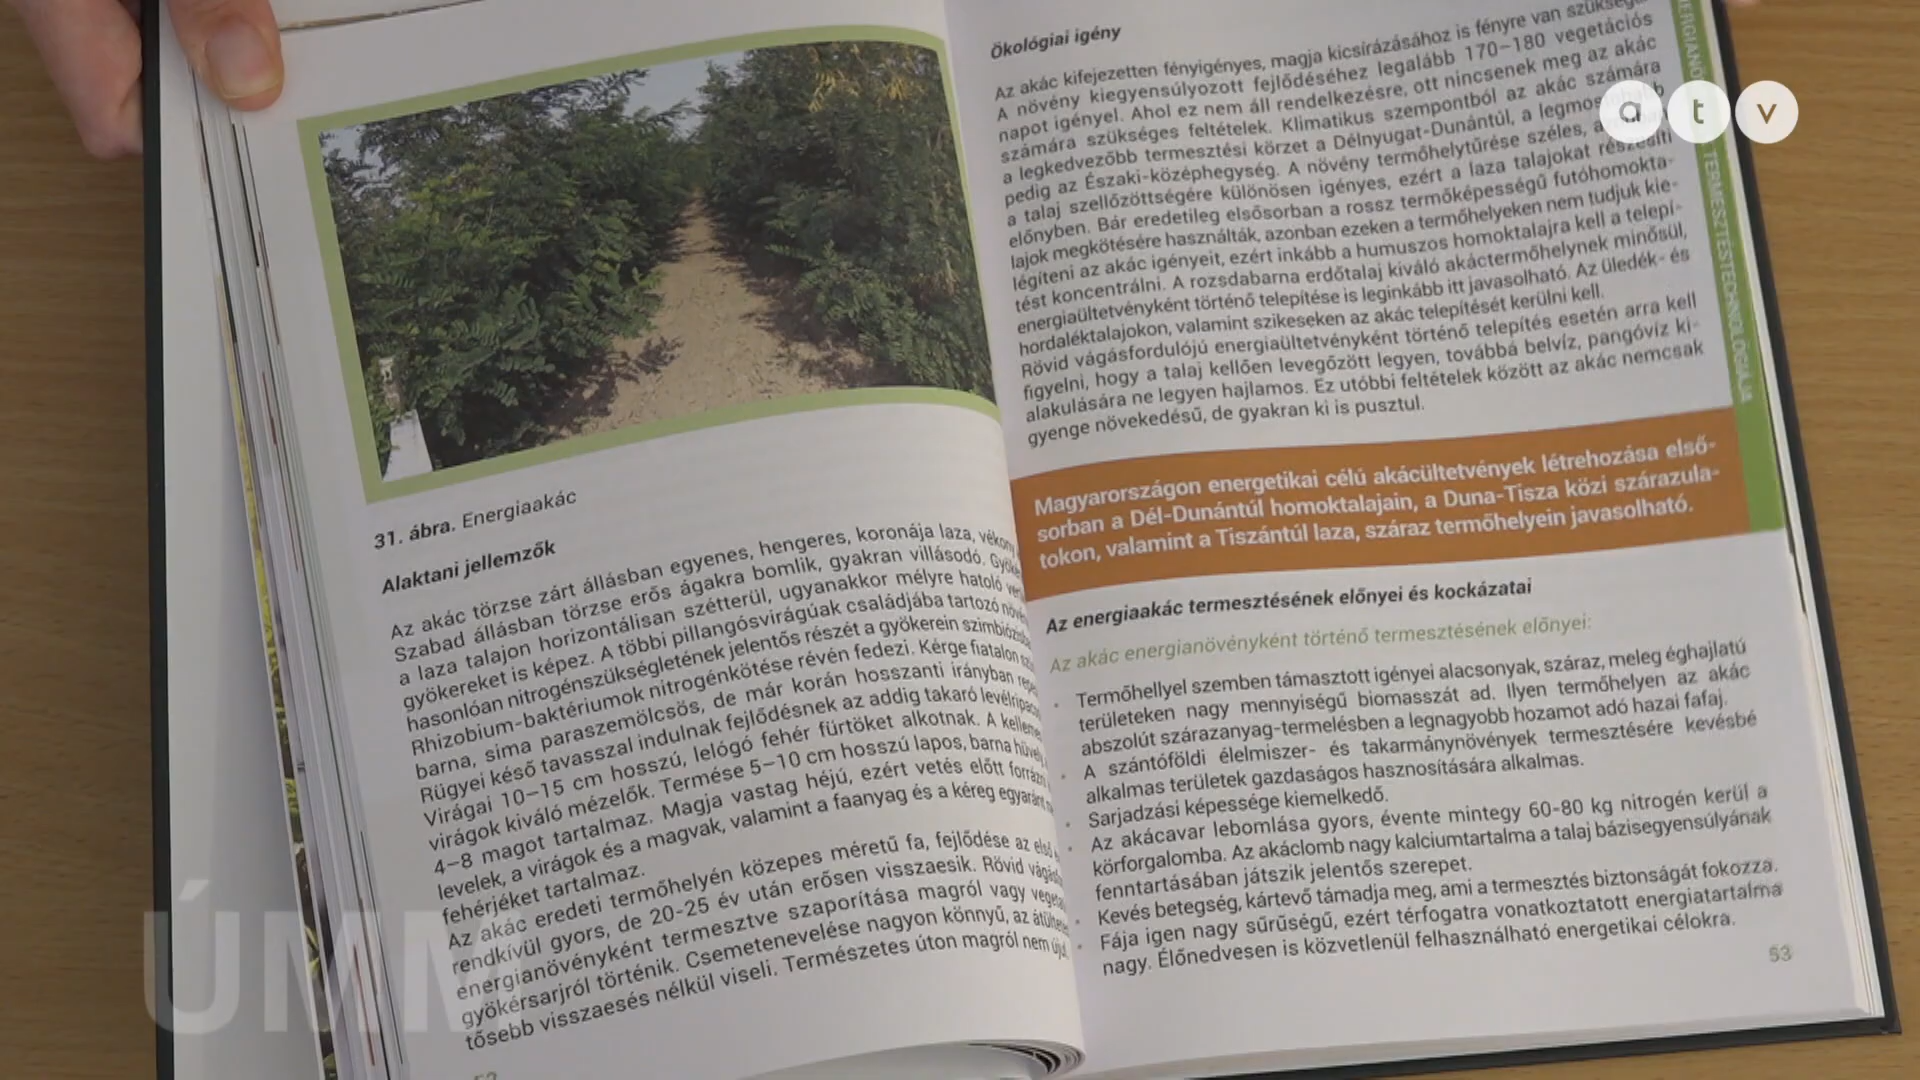 31. ábra. Energiaakác
Alaktani jellemzők
Az akác törzse zárt állásban egyenes, hengeres, koronája laza, vékony
Szabad állásban törzse erős ágakra bomlik, gyakran villásodó.
a laza talajon horizontálisan szétterül, ugyanakkor mélyre hatoló
gyökereket is képez. A többi pillangósvirágúak családjába tartozó
hasonlóan nitrogénszükségletének jelentős részét a gyökerein
Rhizobium-baktériumok nitrogénkötése révén fedezi. Kérge fiatalon
barna, sima paraszemölcsös, de már korán hosszanti irányban
Rügyei késő tavasszal indulnak fejlődésnek az addig takaró
Virágai 10–15 cm hosszú, lelógó fehér fürtöket alkotnak. A
virágok kiváló mézelők. Termése 5–10 cm hosszú lapos, barna
4–8 magot tartalmaz. Magja vastag héjú, ezért vetés előtt
levelek, a virágok és a magvak, valamint a faanyag és a kéreg egyaránt
fehérjéket tartalmaz.
Az akác eredeti termőhelyén közepes méretű fa, fejlődése az első
rendkívül gyors, de 20-25 év után erősen visszaesik. Rövid
energianövényként termesztve szaporítása magról vagy
gyökérsarjról történik. Csemetenevelése nagyon könnyű, az
tősebb visszaesés nélkül viseli. Természetes úton magról nem
52
Ökológiai igény
Az akác kifejezetten fényigényes, magja kicsírázásához is fényre van
A növény kiegyensúlyozott fejlődéséhez legalább 170–180 vegetációs
napot igényel. Ahol ez nem áll rendelkezésre, ott nincsenek meg az akác
számára szükséges feltételek. Klimatikus szempontból az akác számára
a legkedvezőbb termesztési körzet a Délnyugat-Dunántúl, a
pedig az Északi-középhegység. A növény termőhelytűrése széles, a
a talaj szellőzöttségére különösen igényes, ezért a laza talajokat részesíti
előnyben. Bár eredetileg elsősorban a rossz termőképességű futóhomokta-
lajok megkötésére használták, azonban ezeken a termőhelyeken nem tudjuk kie-
légíteni az akác igényeit, ezért inkább a humuszos homoktalajra kell a telepí-
tést koncentrálni. A rozsdabarna erdőtalaj kiváló akáctermőhelynek minősül,
energiaültetvényként történő telepítése is leginkább itt javasolható. Az üledék- és
hordaléktalajokon, valamint szikeseken az akác telepítését kerülni kell.
Rövid vágásfordulójú energiaültetvényként történő telepítés esetén arra kell
figyelni, hogy a talaj kellően levegőzött legyen, továbbá belvíz, pangóvíz ki-
alakulására ne legyen hajlamos. Ez utóbbi feltételek között az akác nemcsak
gyenge növekedésű, de gyakran ki is pusztul.
Magyarországon energetikai célú akácültetvények létrehozása első-
sorban a Dél-Dunántúl homoktalajain, a Duna-Tisza közi szárazula-
tokon, valamint a Tiszántúl laza, száraz termőhelyein javasolható.
Az energiaakác termesztésének előnyei és kockázatai
Az akác energianövényként történő termesztésének előnyei:
• Termőhellyel szemben támasztott igényei alacsonyak, száraz, meleg éghajlatú
területeken nagy mennyiségű biomasszát ad. Ilyen termőhelyen az akác
abszolút szárazanyag-termelésben a legnagyobb hozamot adó hazai fafaj.
• A szántóföldi élelmiszer- és takarmánynövények termesztésére kevésbé
alkalmas területek gazdaságos hasznosítására alkalmas.
• Sarjadzási képessége kiemelkedő.
• Az akácavar lebomlása gyors, évente mintegy 60-80 kg nitrogén kerül a
körforgalomba. Az akáclomb nagy kalciumtartalma a talaj bázisegyensúlyának
fenntartásában játszik jelentős szerepet.
• Kevés betegség, kártevő támadja meg, ami a termesztés biztonságát fokozza.
• Fája igen nagy sűrűségű, ezért térfogatra vonatkoztatott energiatartalma
nagy. Élőnedvesen is közvetlenül felhasználható energetikai célokra.
53
TERMESZTÉSTECHNOLÓGIÁJA
atv
ÚMM